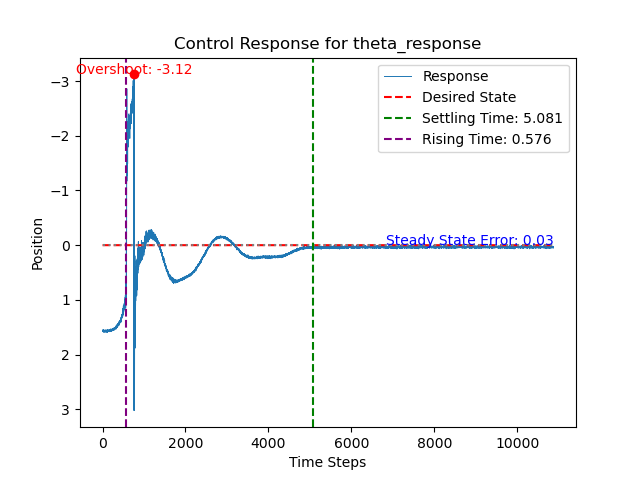 Control Response for theta_response
Overshoot: -3.12
Response
Desired State
Settling Time: 5.081
Rising Time: 0.576
Steady State Error: 0.03
Position
−3
−2
−1
0
1
2
3
0
2000
4000
6000
8000
10000
Time Steps